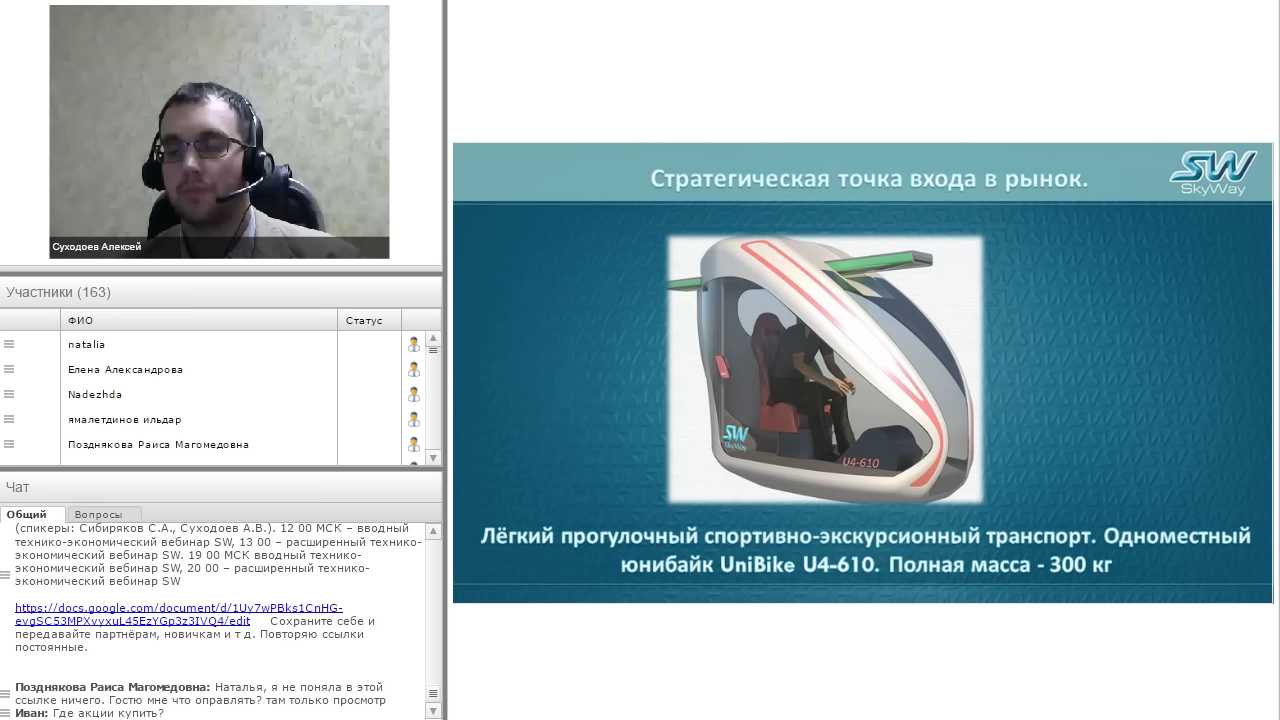 Суходоев Алексей
Участники (163)
ФИО
Статус
natalia
Елена Александрова
Nadezhda
ямалетдинов ильдар
Позднякова Раиса Магомедовна
Чат
Общий
Вопросы
(спикеры: Сибиряков С.А., Суходоев А.В.). 12 00 МСК – вводный
технико-экономический вебинар SW, 13 00 – расширенный технико-
экономический вебинар SW. 19 00 МСК вводный технико-
экономический вебинар SW, 20 00 – расширенный технико-
экономический вебинар SW
https://docs.google.com/document/d/1Uy7wPBks1CnHG-
evgSC53MPXvyxuL45EzYGp3z3IVQ4/edit Сохраните себе и
передавайте партнёрам, новичкам и т д. Повторяю ссылки
постоянные.
Позднякова Раиса Магомедовна: Наталья, я не поняла в этой
ссылке ничего. Гостю мне что оправлять? там только просмотр
Иван: Где акции купить?
Стратегическая точка входа в рынок.
SW
SkyWay
SW
SkyWay
U4-610
Лёгкий прогулочный спортивно-экскурсионный транспорт. Одноместный
юнибайк UniBike U4-610. Полная масса - 300 кг